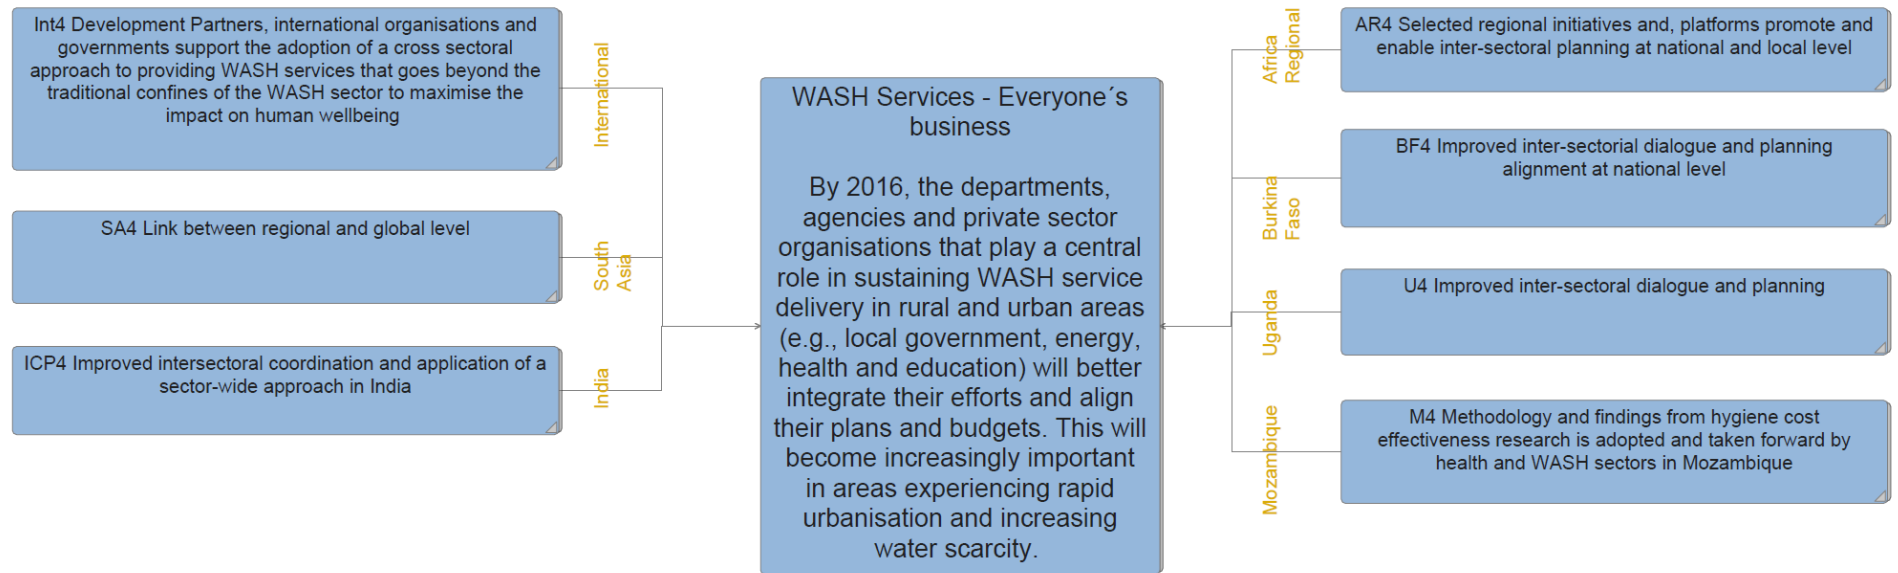 Int4 Development Partners, international organisations and
governments support the adoption of a cross sectoral
approach to providing WASH services that goes beyond the
traditional confines of the WASH sector to maximise the
impact on human wellbeing
International
SA4 Link between regional and global level
South
Asia
ICP4 Improved intersectoral coordination and application of a
sector-wide approach in India
India
WASH Services - Everyone´s
business
By 2016, the departments,
agencies and private sector
organisations that play a central
role in sustaining WASH service
delivery in rural and urban areas
(e.g., local government, energy,
health and education) will better
integrate their efforts and align
their plans and budgets. This will
become increasingly important
in areas experiencing rapid
urbanisation and increasing
water scarcity.
Africa
Regional
AR4 Selected regional initiatives and, platforms promote and
enable inter-sectoral planning at national and local level
Burkina
Faso
BF4 Improved inter-sectorial dialogue and planning
alignment at national level
Uganda
U4 Improved inter-sectoral dialogue and planning
Mozambique
M4 Methodology and findings from hygiene cost
effectiveness research is adopted and taken forward by
health and WASH sectors in Mozambique